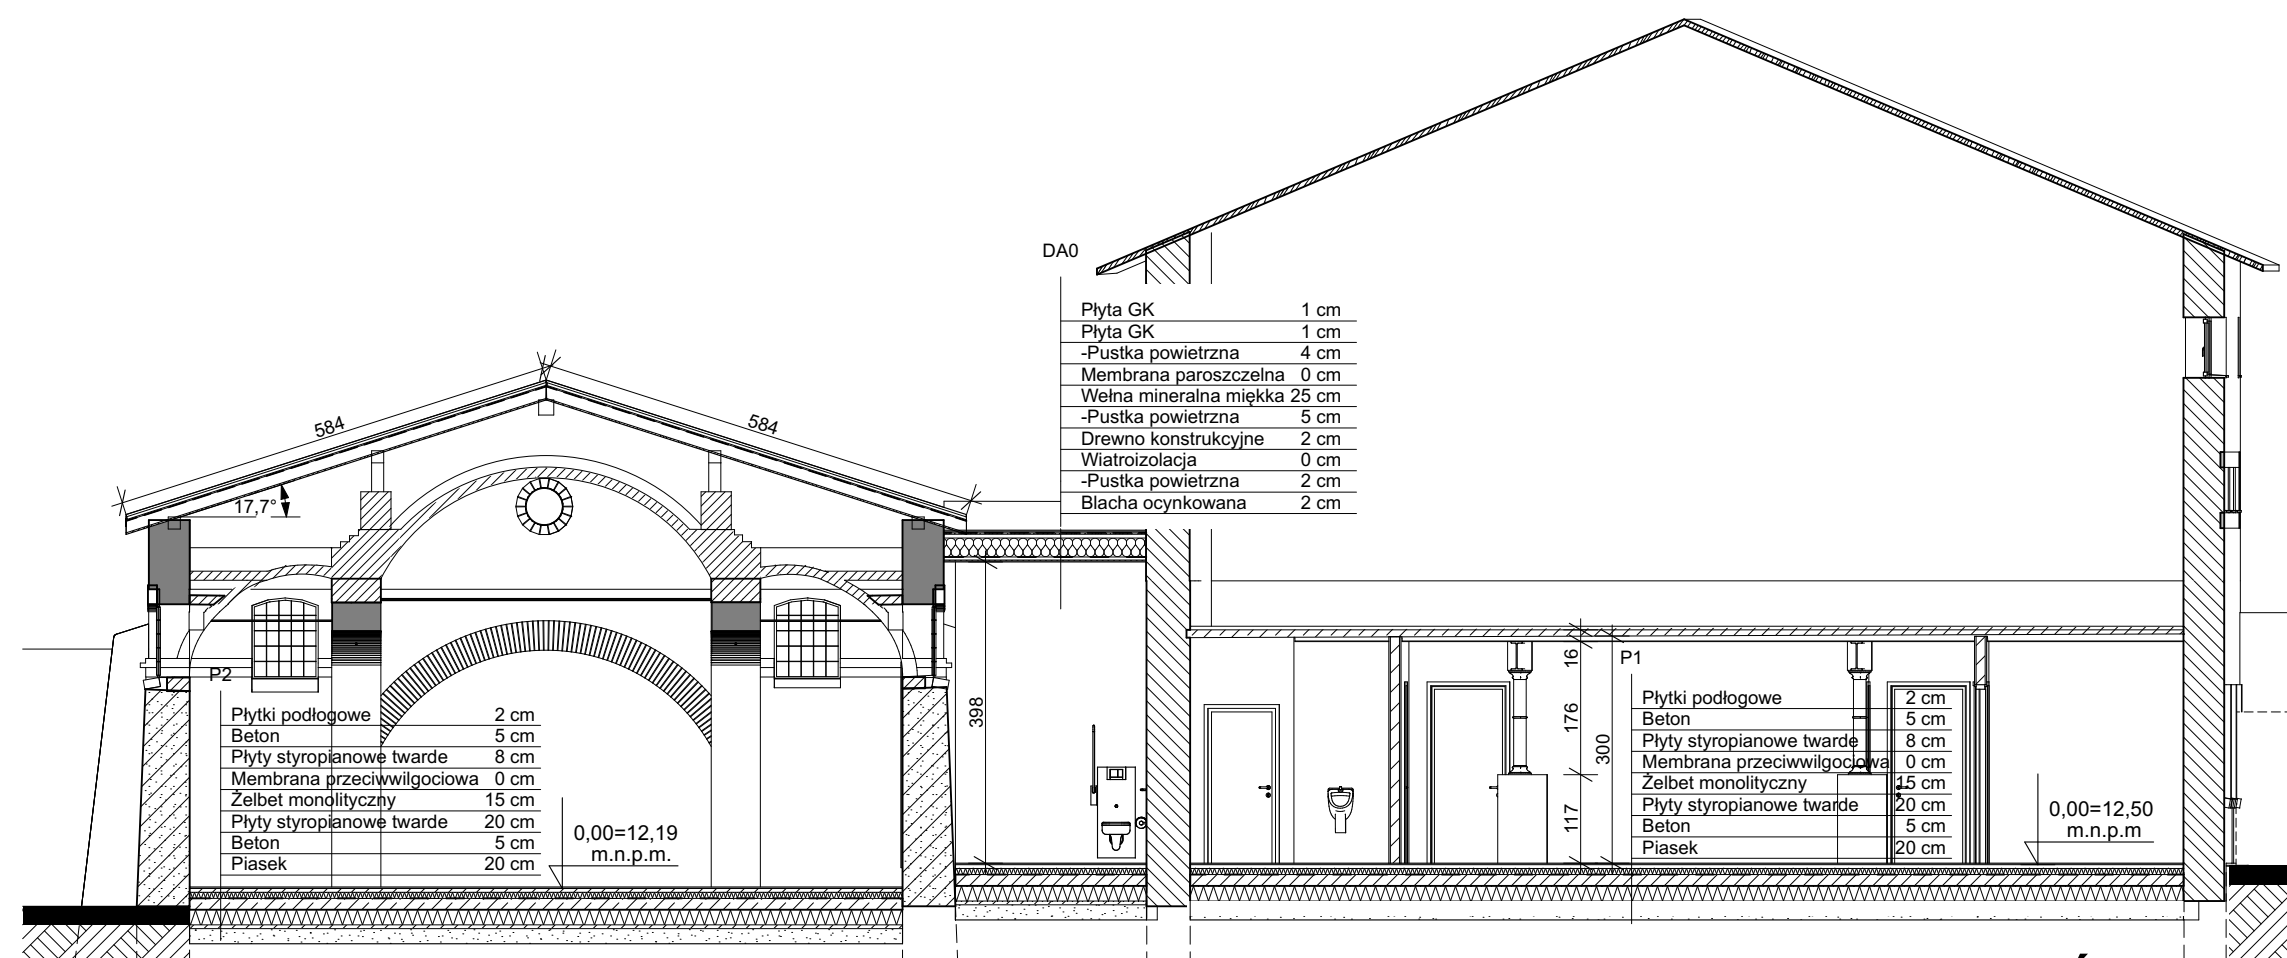 DA0
Płyta GK 1 cm
Płyta GK 1 cm
-Pustka powietrzna 4 cm
Membrana paroszczelna 0 cm
Wełna mineralna miękka 25 cm
-Pustka powietrzna 5 cm
Drewno konstrukcyjne 2 cm
Wiatroizolacja 0 cm
-Pustka powietrzna 2 cm
Blacha ocynkowana 2 cm
584
584
17,7°
P2
Płytki podłogowe 2 cm
Beton 5 cm
Płyty styropianowe twarde 8 cm
Membrana przeciwwilgociowa 0 cm
Żelbet monolityczny 15 cm
Płyty styropianowe twarde 20 cm
Beton 5 cm
Piasek 20 cm
0,00=12,19
m.n.p.m.
398
16
176
117
300
P1
Płytki podłogowe 2 cm
Beton 5 cm
Płyty styropianowe twarde 8 cm
Membrana przeciwwilgociowa 0 cm
Żelbet monolityczny 15 cm
Płyty styropianowe twarde 20 cm
Beton 5 cm
Piasek 20 cm
0,00=12,50
m.n.p.m